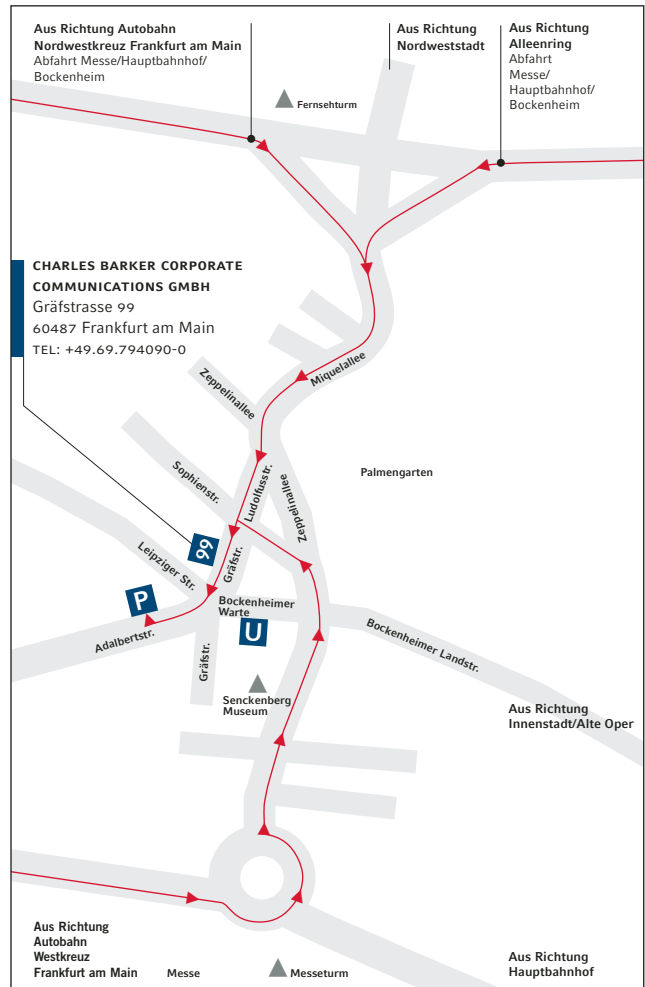 Aus Richtung Autobahn
Nordwestkreuz Frankfurt am Main
Abfahrt Messe/Hauptbahnhof/
Bockenheim
Aus Richtung
Nordweststadt
Aus Richtung
Alleenring
Abfahrt
Messe/
Hauptbahnhof/
Bockenheim
Fernsehturm
CHARLES BARKER CORPORATE
COMMUNICATIONS GMBH
Gräfstrasse 99
60487 Frankfurt am Main
TEL: +49.69.794090-0
Miquelallee
Zeppelinallee
Sophienstr.
Ludolfusstr.
Zeppelinallee
Palmengarten
Leipziger Str.
99
Gräfstr.
P
Bockenheimer
Warte
U
Adalbertstr.
Gräfstr.
Bockenheimer Landstr.
Senckenberg
Museum
Aus Richtung
Innenstadt/Alte Oper
Aus Richtung
Autobahn
Westkreuz
Frankfurt am Main
Messe
Messeturm
Aus Richtung
Hauptbahnhof